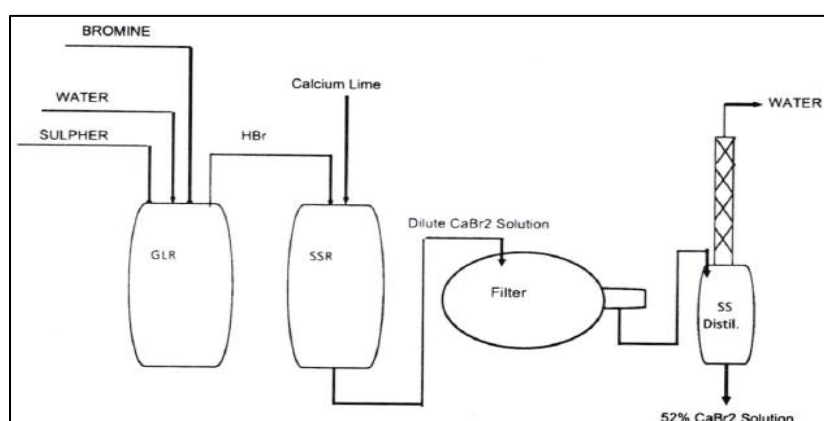 BROMINE
WATER
SULPHER
HBr
Calcium Lime
WATER
GLR
SSR
Dilute CaBr2 Solution
Filter
SS
Distil.
52% CaBr2 Solution